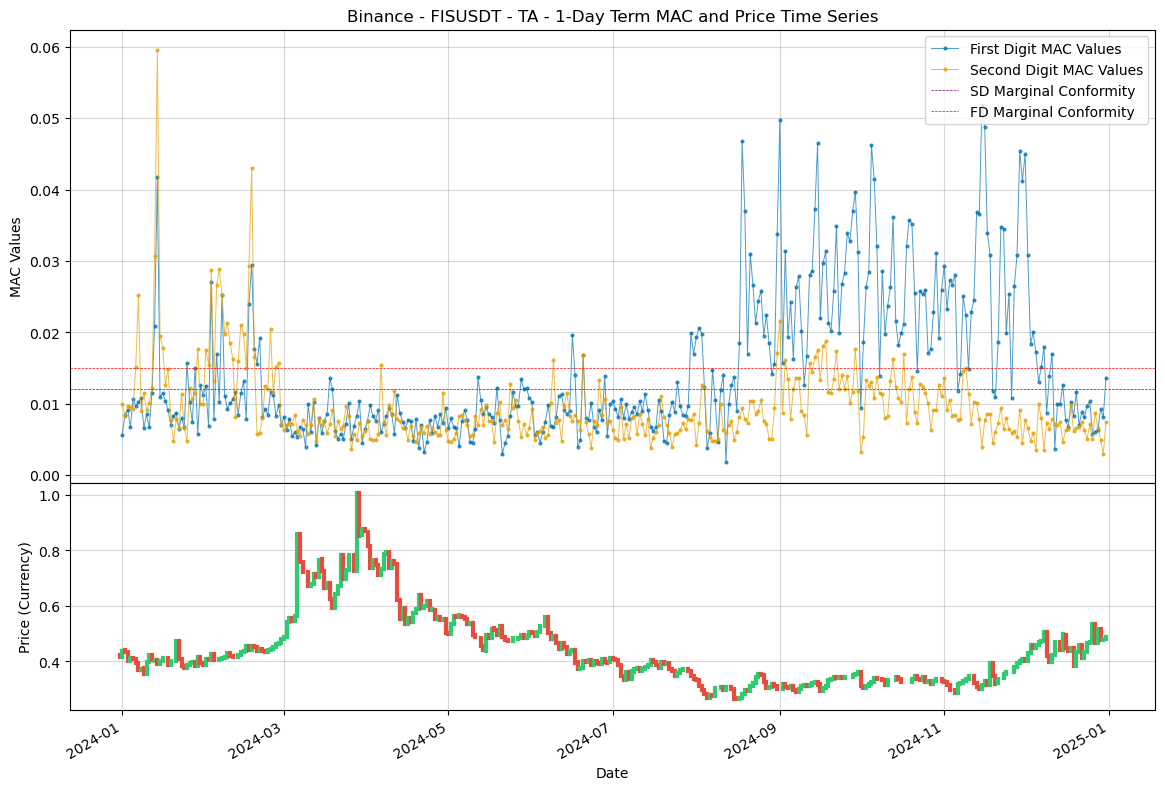 Binance - FISUSDT - TA - 1-Day Term MAC and Price Time Series
First Digit MAC Values
Second Digit MAC Values
SD Marginal Conformity
FD Marginal Conformity
MAC Values
0.06
0.05
0.04
0.03
0.02
0.01
0.00
Price (Currency)
1.0
0.8
0.6
0.4
2024-01
2024-03
2024-05
2024-07
2024-09
2024-11
2025-01
Date